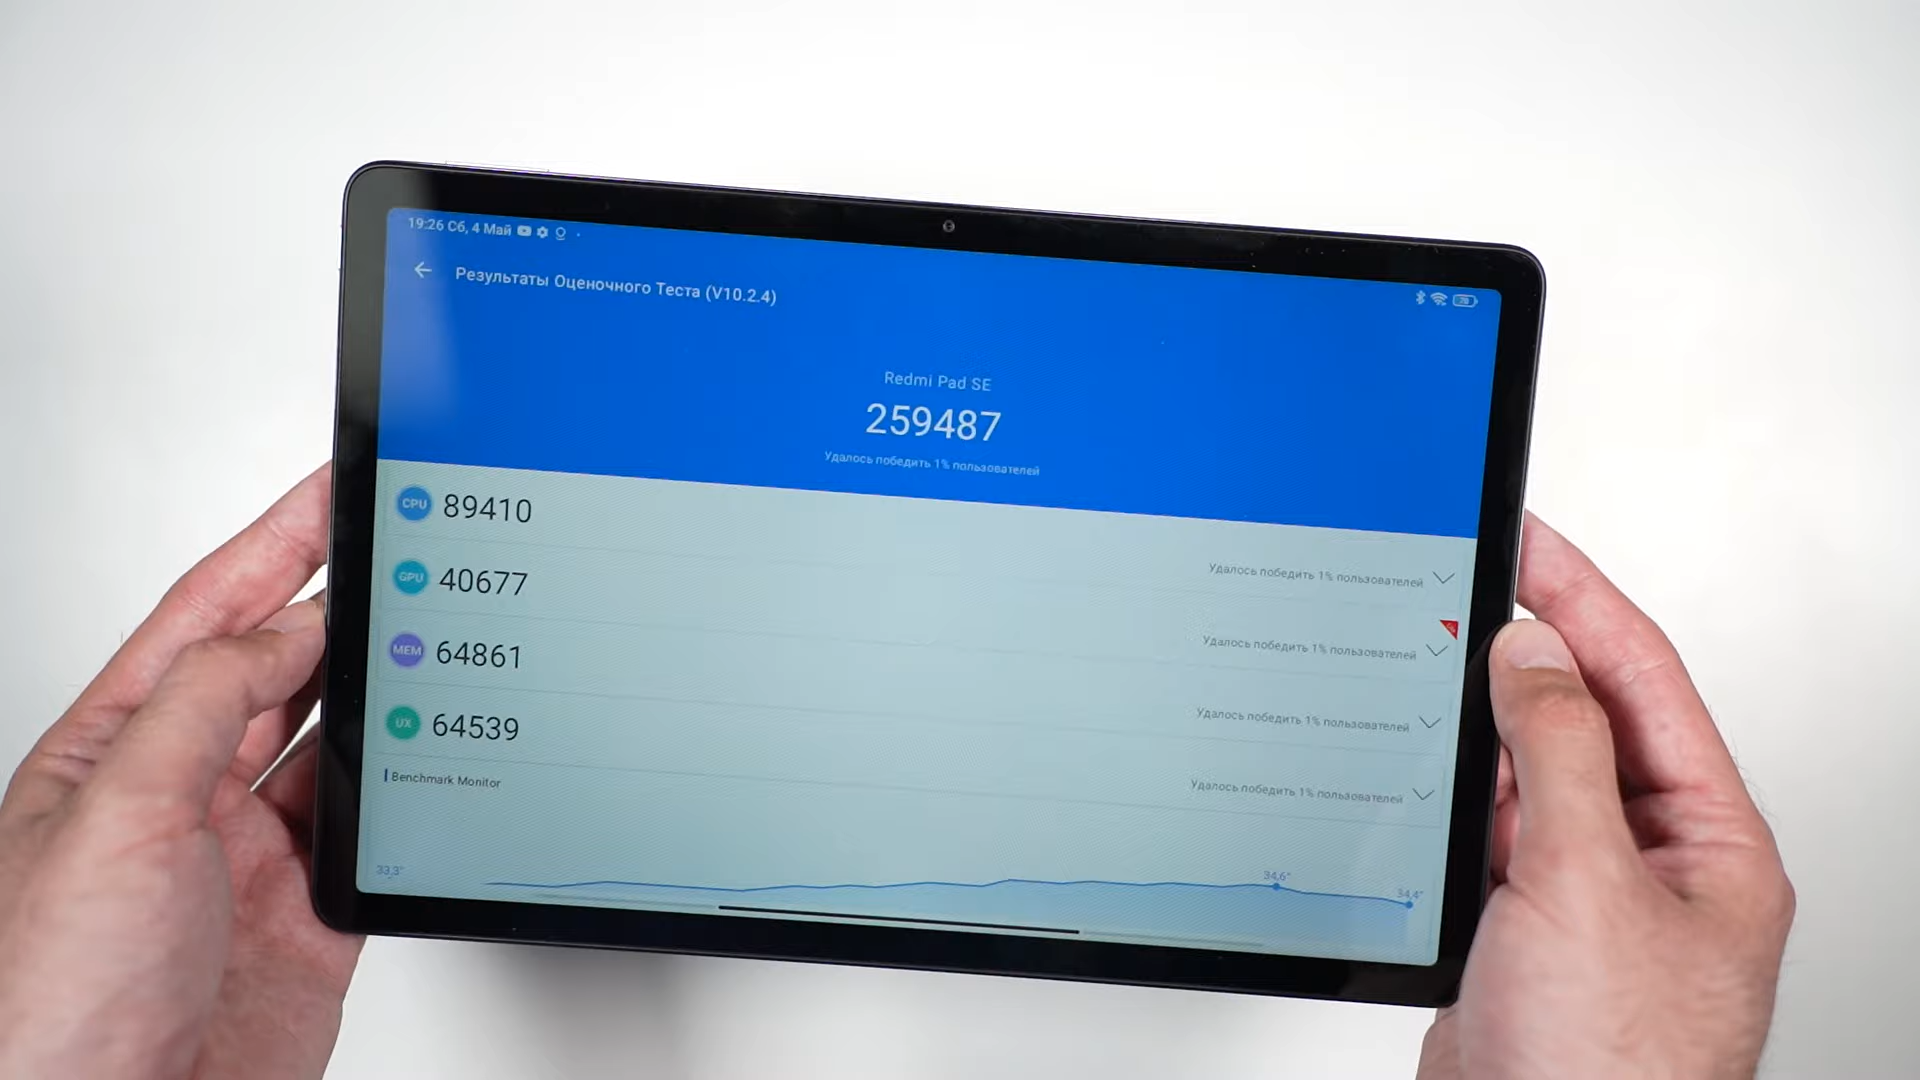 19:26 Сб, 4 Май
70
Результаты Оценочного Теста (V10.2.4)
Redmi Pad SE
259487
Удалось победить 1% пользователей
CPU 89410
Удалось победить 1% пользователей
GPU 40677
Удалось победить 1% пользователей
MEM 64861
Удалось победить 1% пользователей
UX 64539
Удалось победить 1% пользователей
Benchmark Monitor
33,3°
34,6°
34,4°